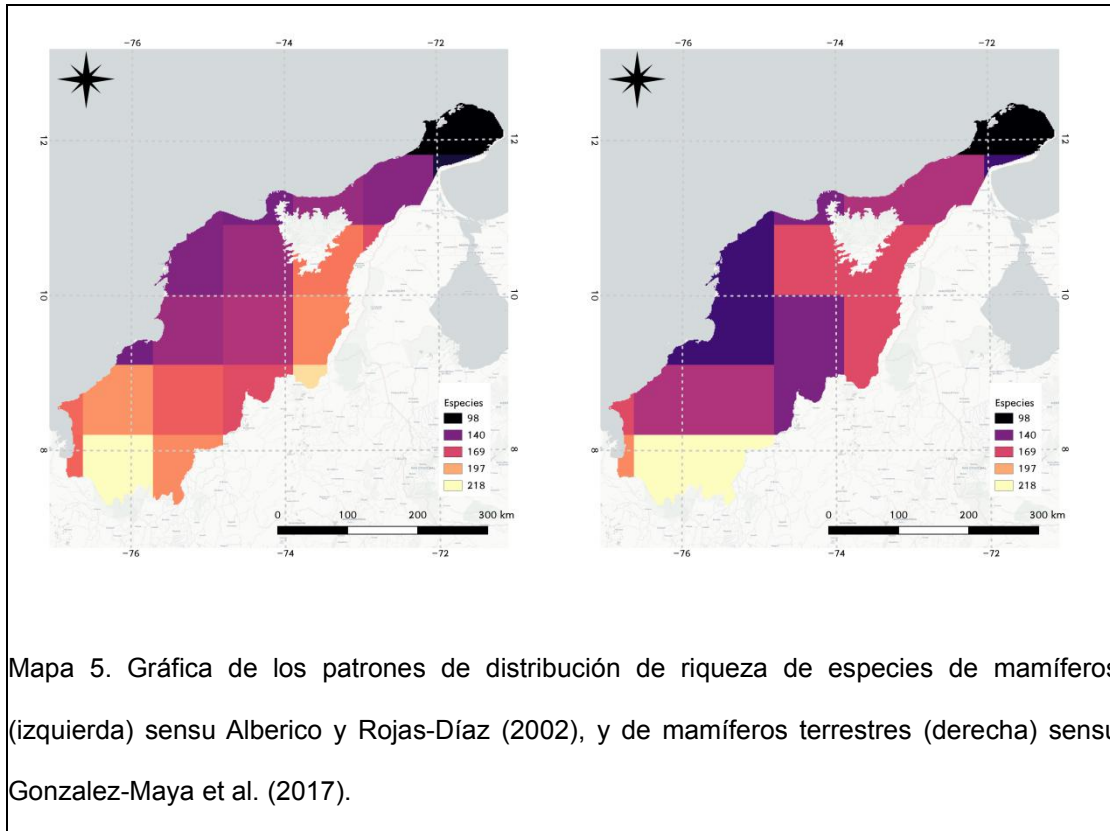 −76 −74 −72
12 12
10 10
8 8
Especies
98
140
169
197
218
0 100 200 300 km
−76 −74 −72
−76 −74 −72
12 12
10 10
8 8
Especies
98
140
169
197
218
0 100 200 300 km
−76 −74 −72
Mapa 5. Gráfica de los patrones de distribución de riqueza de especies de mamíferos
(izquierda) sensu Alberico y Rojas-Díaz (2002), y de mamíferos terrestres (derecha) sensu
Gonzalez-Maya et al. (2017).